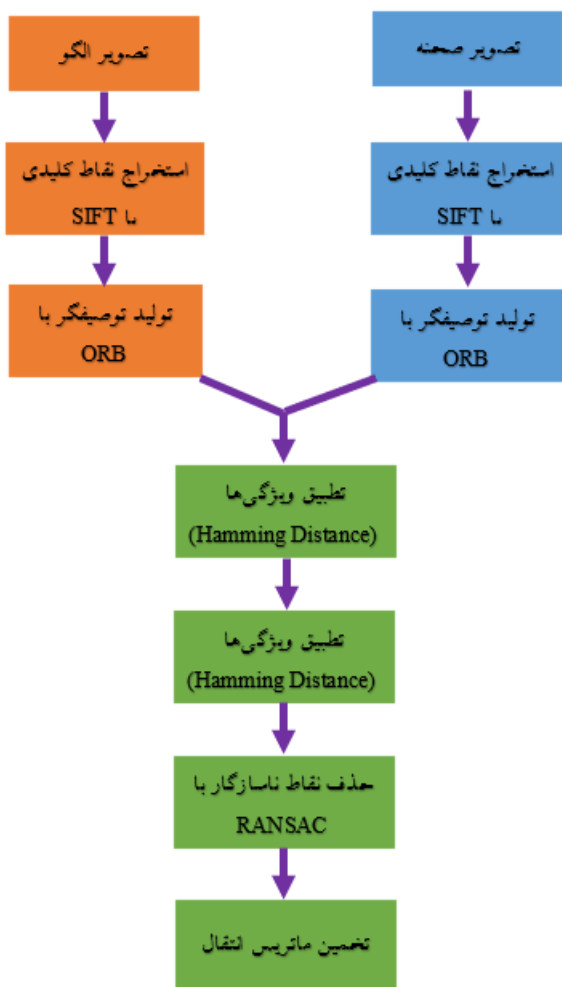 تصویر الگو
تصویر صحنه
استخراج نقاط کلیدی
با SIFT
استخراج نقاط کلیدی
با SIFT
تولید توصیفگر با
ORB
تولید توصیفگر با
ORB
تطبیق ویژگی‌ها
(Hamming Distance)
تطبیق ویژگی‌ها
(Hamming Distance)
حذف نقاط ناسازگار با
RANSAC
تخمین ماتریس انتقال